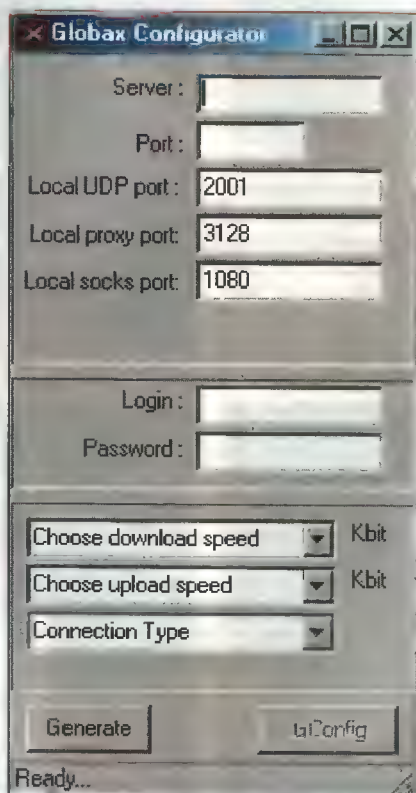 Globax Configurator
Server :
Port :
Local UDP port : 2001
Local proxy port: 3128
Local socks port: 1080
Login :
Password :
Choose download speed Kbit
Choose upload speed Kbit
Connection Type
Generate
Ready...